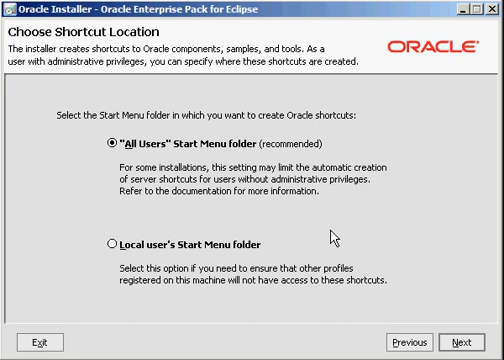 Oracle Installer - Oracle Enterprise Pack for Eclipse
Choose Shortcut Location
The installer creates shortcuts to Oracle components, samples, and tools. As a
user with administrative privileges, you can specify where these shortcuts are created.
ORACLE
Select the Start Menu folder in which you want to create Oracle shortcuts:
"All Users" Start Menu folder (recommended)
For some installations, this setting may limit the automatic creation
of server shortcuts for users without administrative privileges.
Refer to the documentation for more information.
Local user's Start Menu folder
Select this option if you need to ensure that other profiles
registered on this machine will not have access to these shortcuts.
Exit
Previous
Next